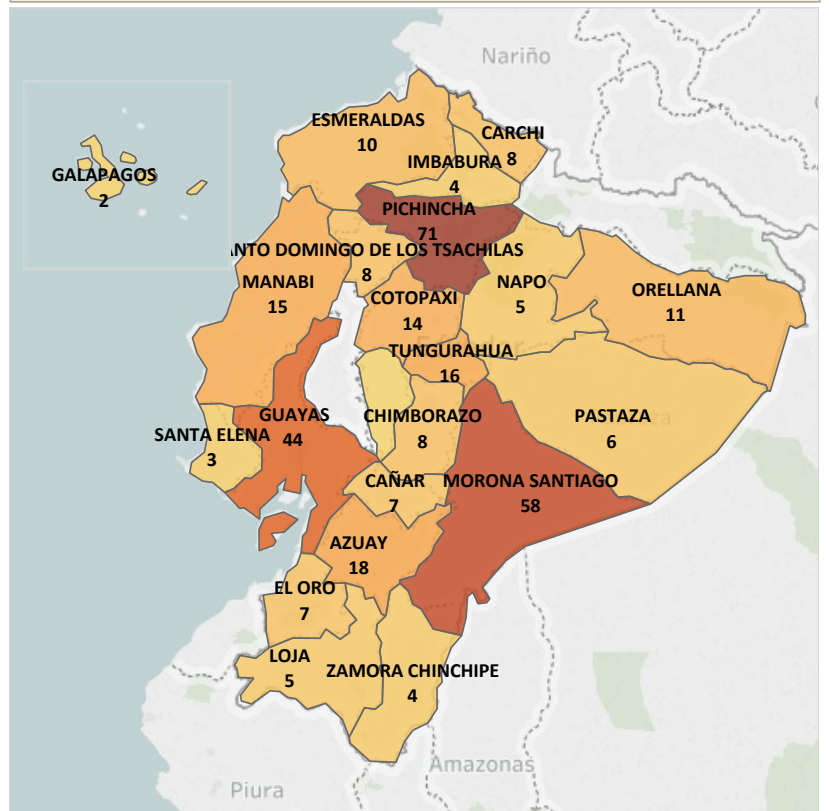 Nariño
ESMERALDAS
10
CARCHI
8
IMBABURA
4
GALAPAGOS
2
PICHINCHA
71
NTO DOMINGO DE LOS TSACHILAS
8
MANABI
15
NAPO
5
ORELLANA
11
COTOPAXI
14
TUNGURAHUA
16
GUAYAS
44
CHIMBORAZO
8
PASTAZA
6
SANTA ELENA
3
CAÑAR
7
MORONA SANTIAGO
58
AZUAY
18
EL ORO
7
LOJA
5
ZAMORA CHINCHIPE
4
Amazonas
Piura